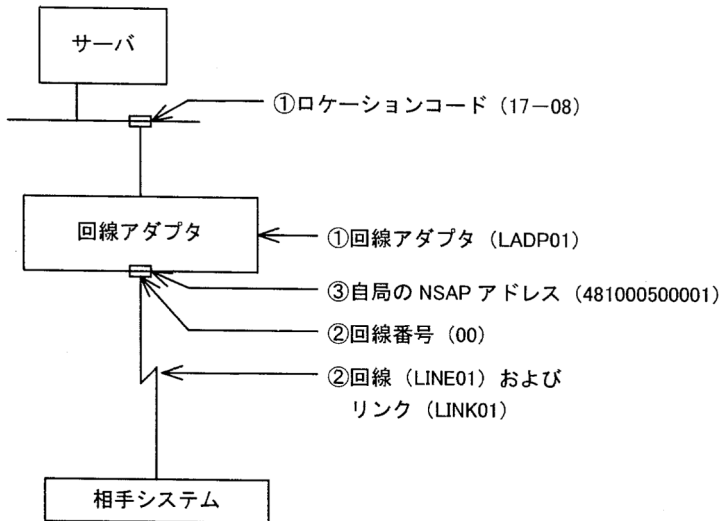 サーバ
①ロケーションコード（17－08）
回線アダプタ
①回線アダプタ（LADP01）
③自局の NSAP アドレス（481000500001）
②回線番号（00）
②回線（LINE01）および
リンク（LINK01）
相手システム